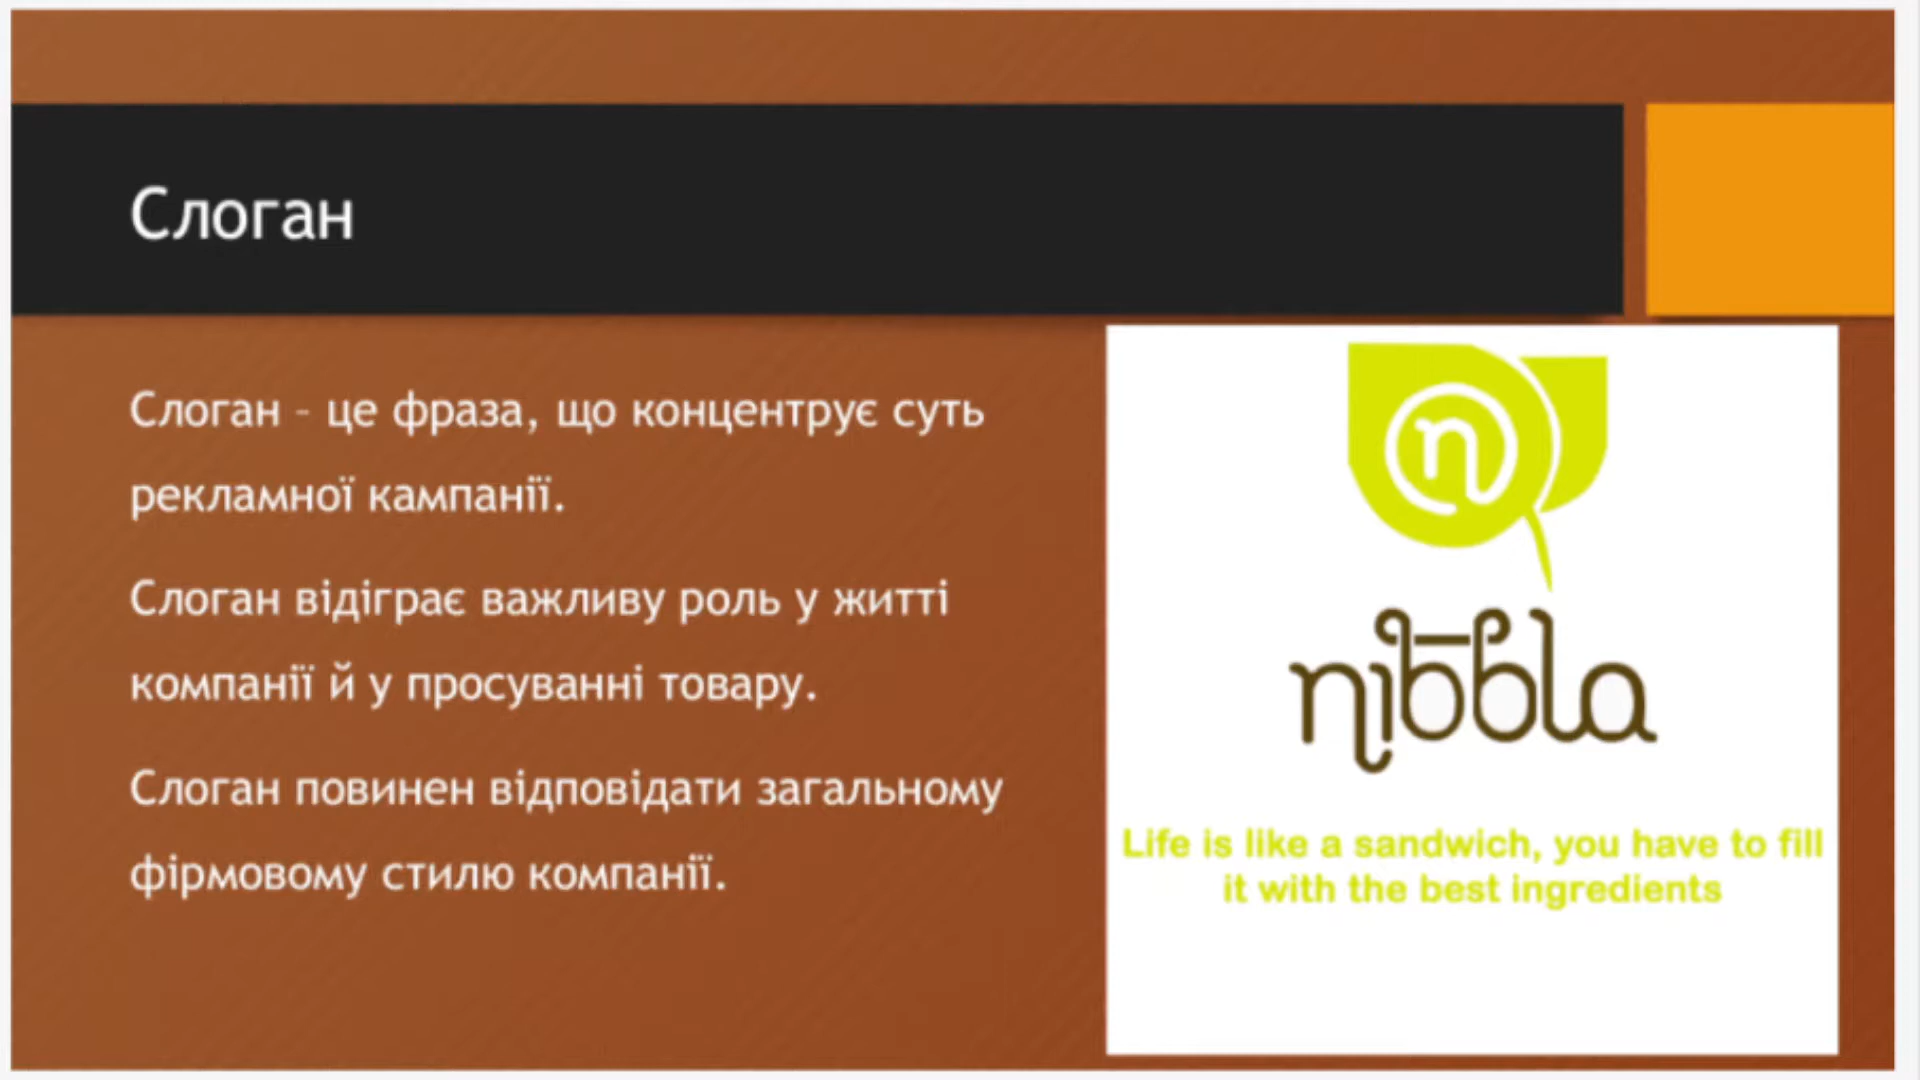 Слоган
Слоган – це фраза, що концентрує суть
рекламної кампанії.
Слоган відіграє важливу роль у житті
компанії й у просуванні товару.
Слоган повинен відповідати загальному
фірмовому стилю компанії.
n
nibbla
Life is like a sandwich, you have to fill
it with the best ingredients